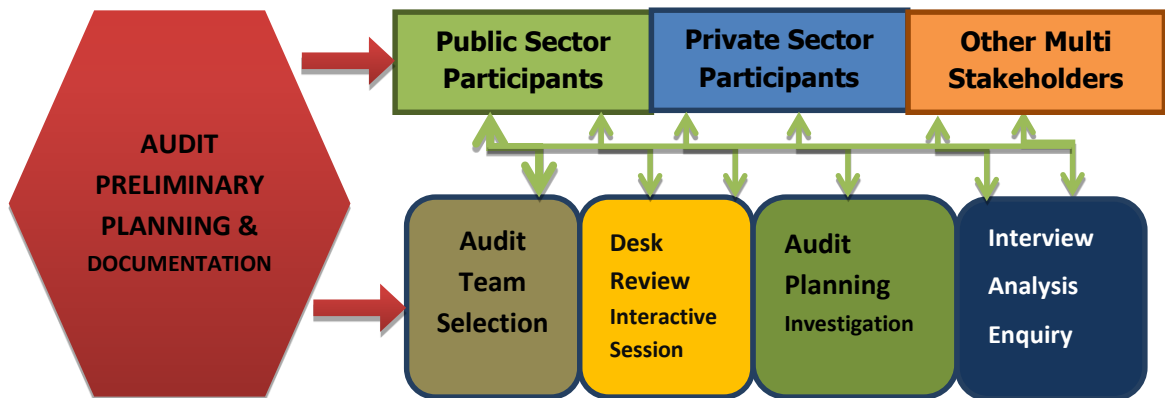 AUDIT
PRELIMINARY
PLANNING &
DOCUMENTATION
Public Sector
Participants
Private Sector
Participants
Other Multi
Stakeholders
Audit
Team
Selection
Desk
Review
Interactive
Session
Audit
Planning
Investigation
Interview
Analysis
Enquiry